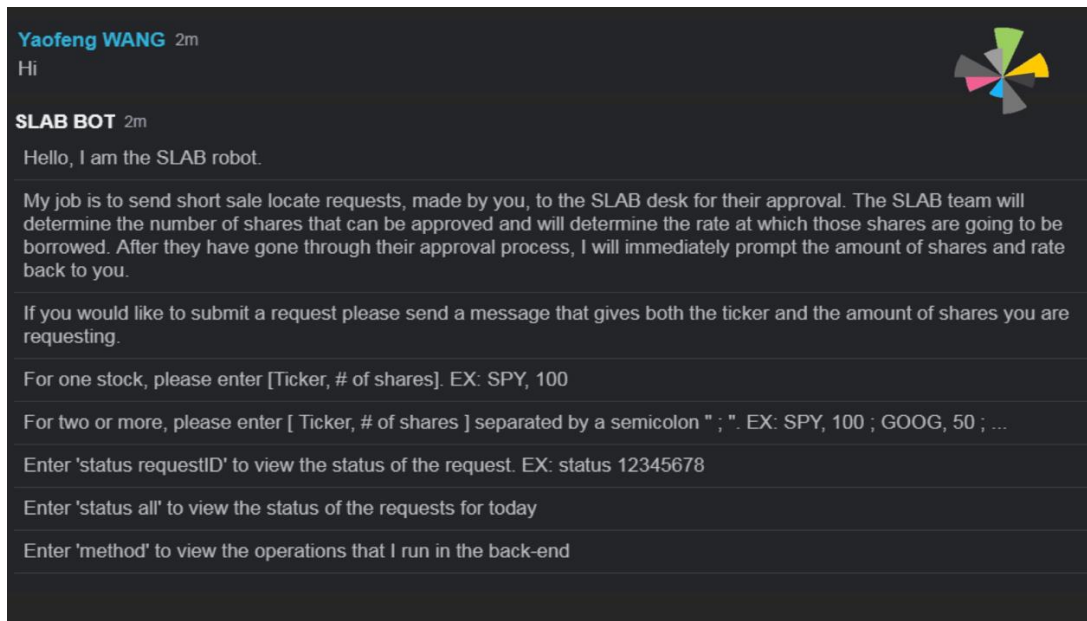 Yaofeng WANG 2m
Hi
SLAB BOT 2m
Hello, I am the SLAB robot.
My job is to send short sale locate requests, made by you, to the SLAB desk for their approval. The SLAB team will
determine the number of shares that can be approved and will determine the rate at which those shares are going to be
borrowed. After they have gone through their approval process, I will immediately prompt the amount of shares and rate
back to you.
If you would like to submit a request please send a message that gives both the ticker and the amount of shares you are
requesting.
For one stock, please enter [Ticker, # of shares]. EX: SPY, 100
For two or more, please enter [ Ticker, # of shares ] separated by a semicolon " ; ". EX: SPY, 100 ; GOOG, 50 ; ...
Enter 'status requestID' to view the status of the request. EX: status 12345678
Enter 'status all' to view the status of the requests for today
Enter 'method' to view the operations that I run in the back-end